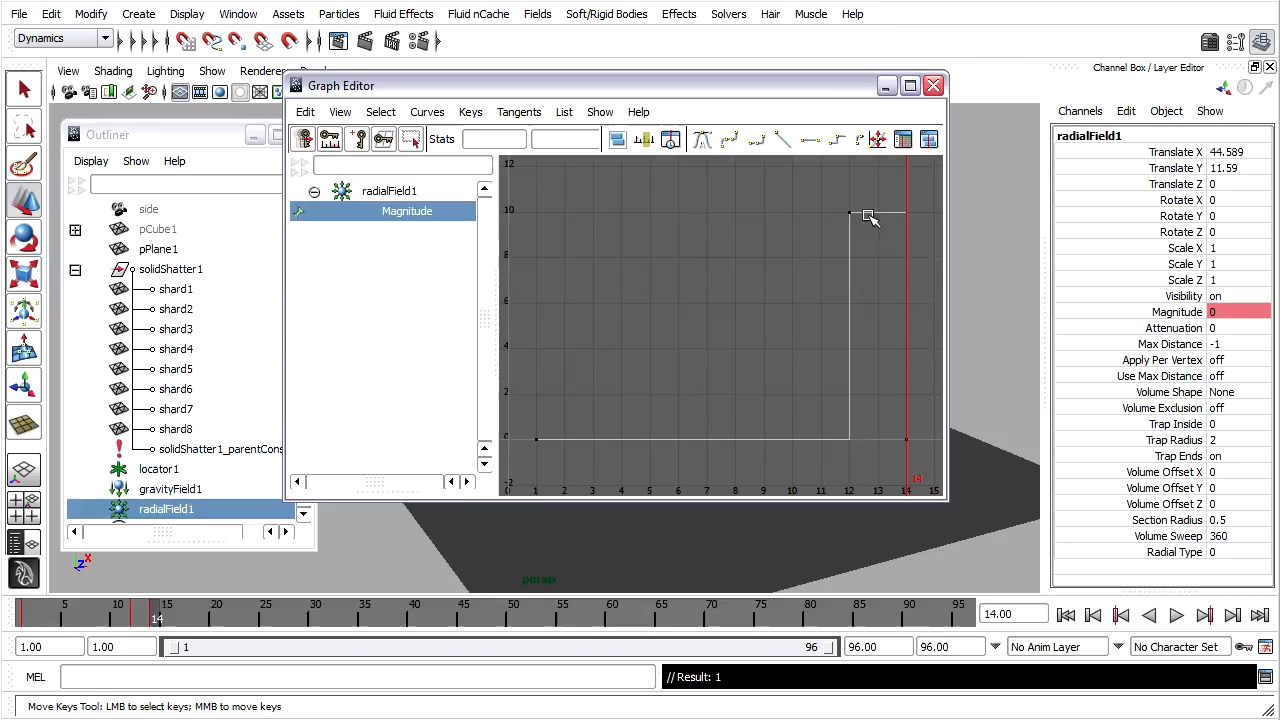 File Edit Modify Create Display Window Assets Particles Fluid Effects Fluid nCache Fields Soft/Rigid Bodies Effects Solvers Hair Muscle Help
Dynamics
View Shading Lighting Show
Channel Box / Layer Editor
Graph Editor
Edit View Select Curves Keys Tangents List Show Help
Stats
radialField1
Magnitude
12
10
8
6
4
2
0
-2
0 1 2 3 4 5 6 7 8 9 10 11 12 13 14 15
14
Outliner
Display Show Help
side
pCube1
pPlane1
solidShatter1
shard1
shard2
shard3
shard4
shard5
shard6
shard7
shard8
solidShatter1_parentCons
locator1
gravityField1
radialField1
Channels Edit Object Show
radialField1
Translate X 44.589
Translate Y 11.59
Translate Z 0
Rotate X 0
Rotate Y 0
Rotate Z 0
Scale X 1
Scale Y 1
Scale Z 1
Visibility on
Magnitude 0
Attenuation 0
Max Distance -1
Apply Per Vertex off
Use Max Distance off
Volume Shape None
Volume Exclusion off
Trap Inside 0
Trap Radius 2
Trap Ends on
Volume Offset X 0
Volume Offset Y 0
Volume Offset Z 0
Section Radius 0.5
Volume Sweep 360
Radial Type 0
z x
persp
5 10 15 20 25 30 35 40 45 50 55 60 65 70 75 80 85 90 95
14
14.00
1.00 1.00 1 96 96.00 96.00 No Anim Layer No Character Set
MEL // Result: 1
Move Keys Tool: LMB to select keys; MMB to move keys